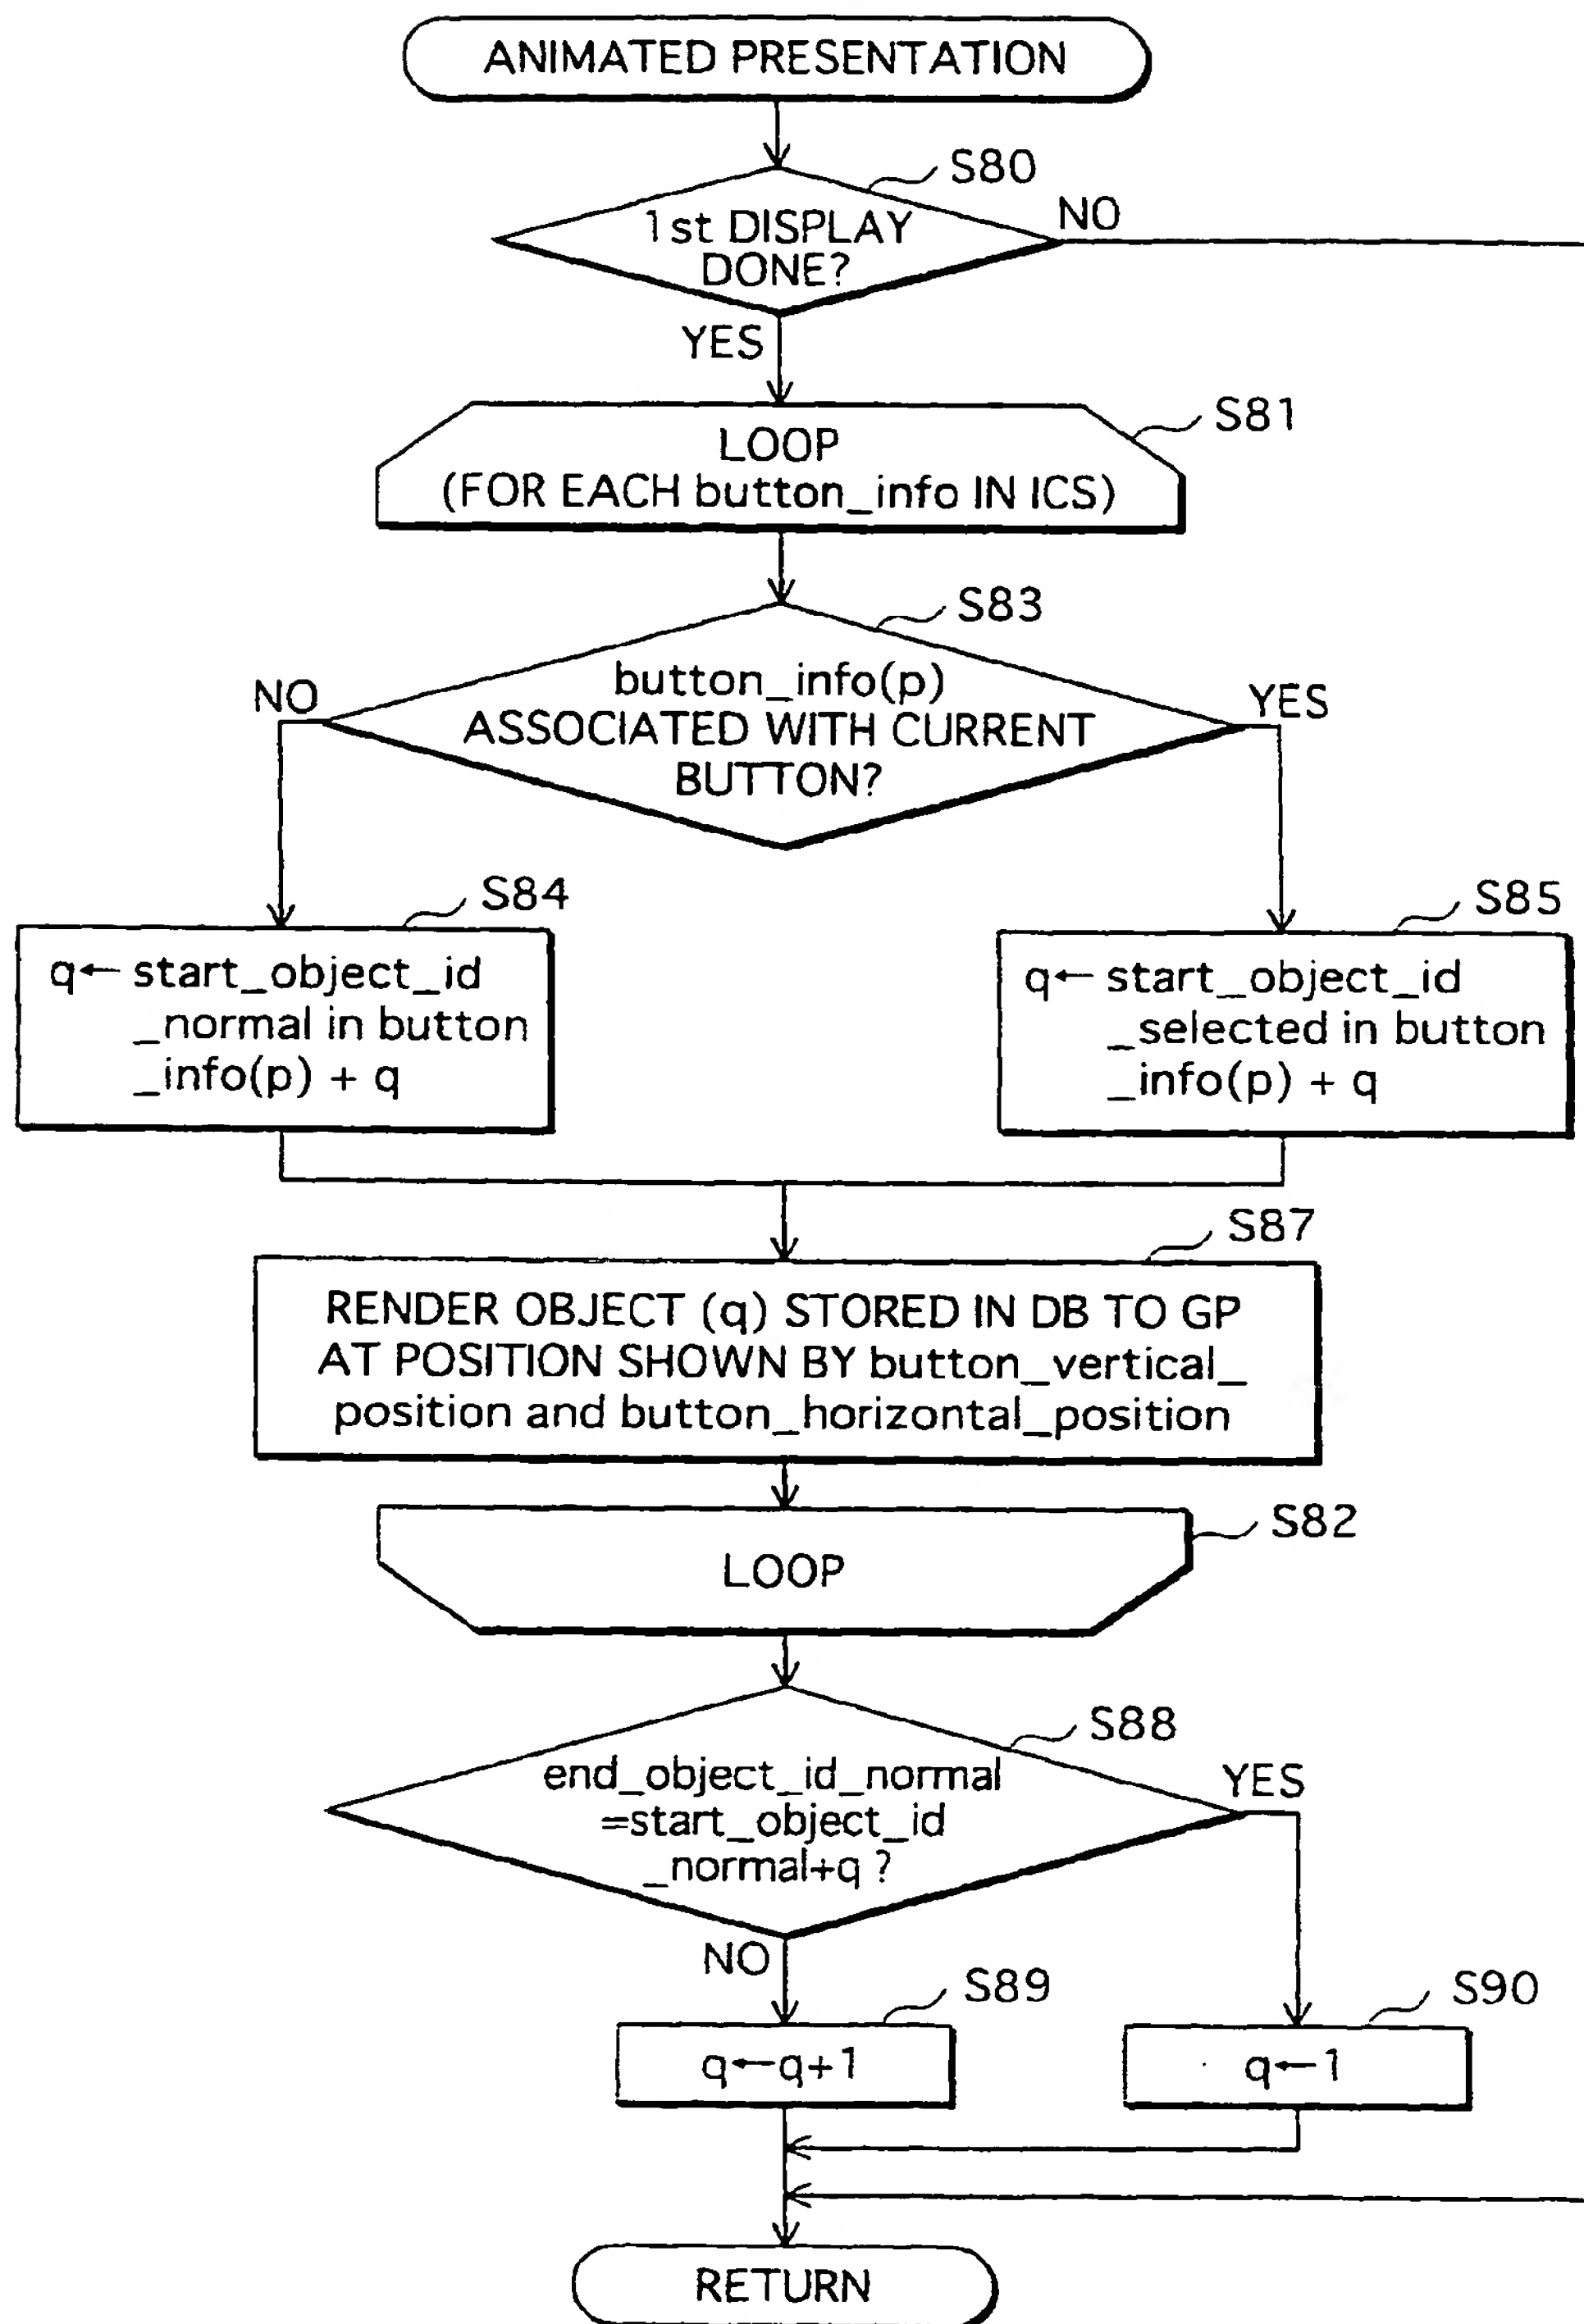 ANIMATED PRESENTATION
S80
1st DISPLAY
DONE?
NO
YES
S81
LOOP
(FOR EACH button_info IN ICS)
S83
button_info(p)
ASSOCIATED WITH CURRENT
BUTTON?
NO
YES
S84
q← start_object_id
_normal in button
_info(p) + q
S85
q← start_object_id
_selected in button
_info(p) + q
S87
RENDER OBJECT (q) STORED IN DB TO GP
AT POSITION SHOWN BY button_vertical_
position and button_horizontal_position
S82
LOOP
S88
end_object_id_normal
=start_object_id
_normal+q ?
YES
NO
S89
q←q+1
S90
q←1
RETURN